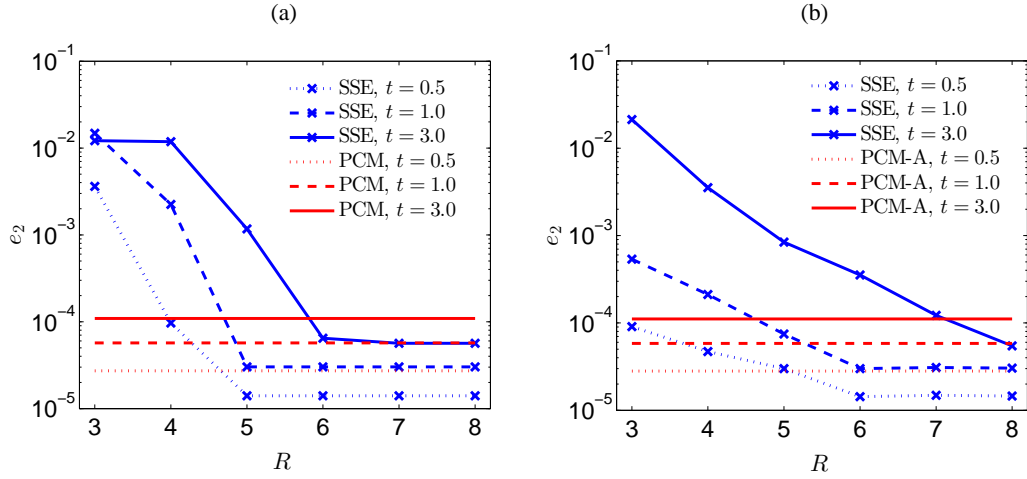 (a)
10^{-1}
10^{-2}
10^{-3}
10^{-4}
10^{-5}
e_2
SSE, t = 0.5
SSE, t = 1.0
SSE, t = 3.0
PCM, t = 0.5
PCM, t = 1.0
PCM, t = 3.0
3 4 5 6 7 8
R
(b)
10^{-1}
10^{-2}
10^{-3}
10^{-4}
10^{-5}
e_2
SSE, t = 0.5
SSE, t = 1.0
SSE, t = 3.0
PCM-A, t = 0.5
PCM-A, t = 1.0
PCM-A, t = 3.0
3 4 5 6 7 8
R